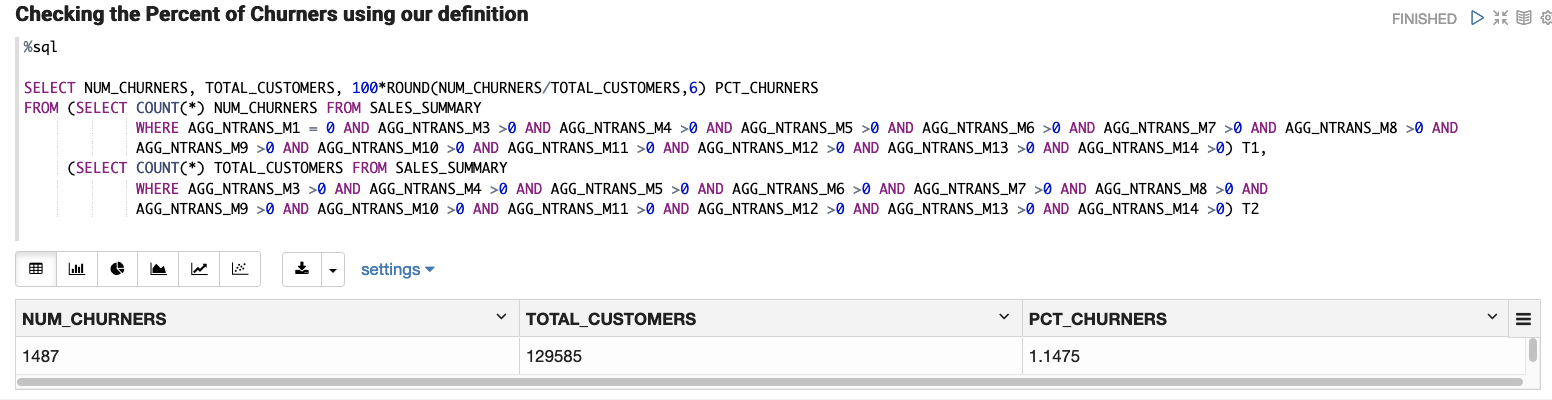 Checking the Percent of Churners using our definition
FINISHED
%sql
SELECT NUM_CHURNERS, TOTAL_CUSTOMERS, 100*ROUND(NUM_CHURNERS/TOTAL_CUSTOMERS,6) PCT_CHURNERS
FROM (SELECT COUNT(*) NUM_CHURNERS FROM SALES_SUMMARY
WHERE AGG_NTRANS_M1 = 0 AND AGG_NTRANS_M3 >0 AND AGG_NTRANS_M4 >0 AND AGG_NTRANS_M5 >0 AND AGG_NTRANS_M6 >0 AND AGG_NTRANS_M7 >0 AND AGG_NTRANS_M8 >0 AND
AGG_NTRANS_M9 >0 AND AGG_NTRANS_M10 >0 AND AGG_NTRANS_M11 >0 AND AGG_NTRANS_M12 >0 AND AGG_NTRANS_M13 >0 AND AGG_NTRANS_M14 >0) T1,
(SELECT COUNT(*) TOTAL_CUSTOMERS FROM SALES_SUMMARY
WHERE AGG_NTRANS_M3 >0 AND AGG_NTRANS_M4 >0 AND AGG_NTRANS_M5 >0 AND AGG_NTRANS_M6 >0 AND AGG_NTRANS_M7 >0 AND AGG_NTRANS_M8 >0 AND
AGG_NTRANS_M9 >0 AND AGG_NTRANS_M10 >0 AND AGG_NTRANS_M11 >0 AND AGG_NTRANS_M12 >0 AND AGG_NTRANS_M13 >0 AND AGG_NTRANS_M14 >0) T2
settings
NUM_CHURNERS TOTAL_CUSTOMERS PCT_CHURNERS
1487 129585 1.1475